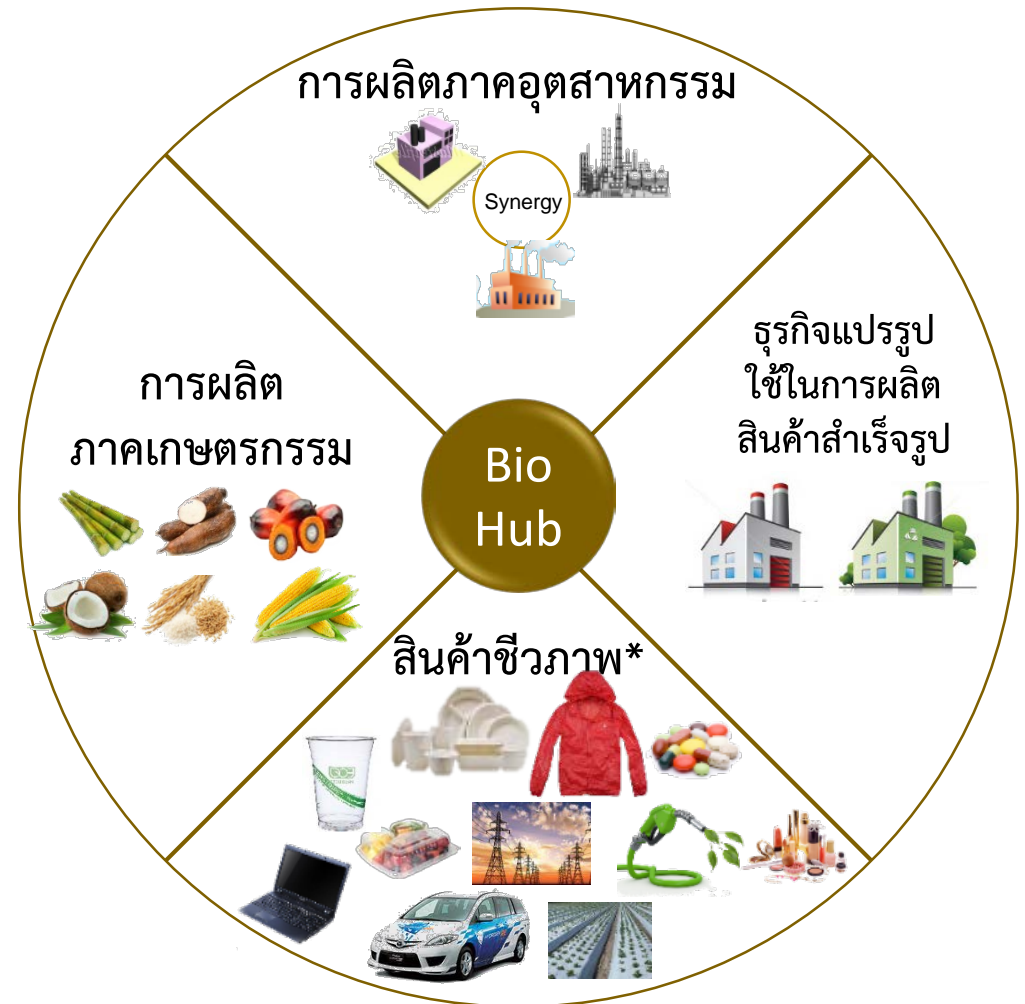 การผลิตภาคอุตสาหกรรม
Synergy
ธุรกิจแปรรูป
ใช้ในการผลิต
สินค้าสำเร็จรูป
การผลิต
ภาคเกษตรกรรม
Bio
Hub
สินค้าชีวภาพ*